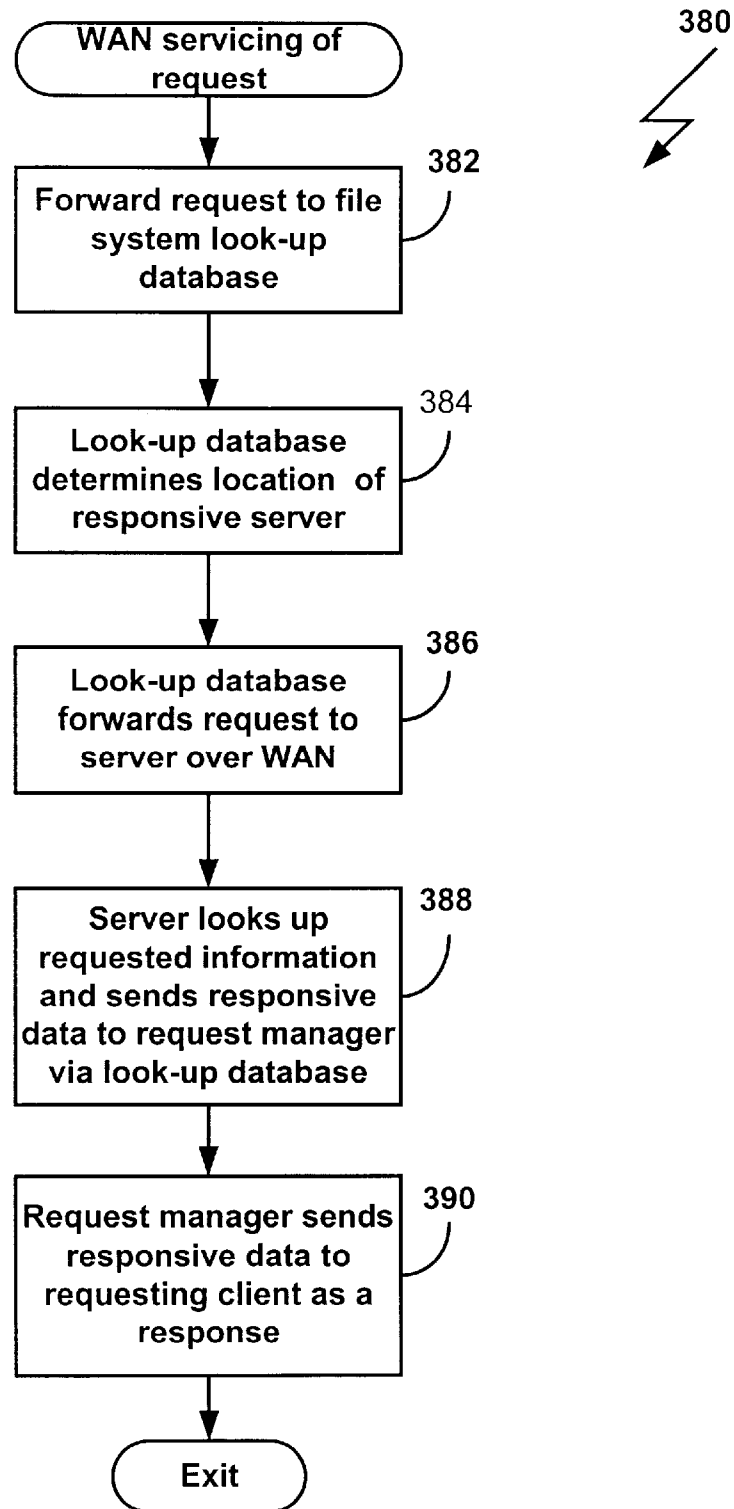 WAN servicing of
request
380
382
Forward request to file
system look-up
database
384
Look-up database
determines location of
responsive server
386
Look-up database
forwards request to
server over WAN
388
Server looks up
requested information
and sends responsive
data to request manager
via look-up database
390
Request manager sends
responsive data to
requesting client as a
response
Exit